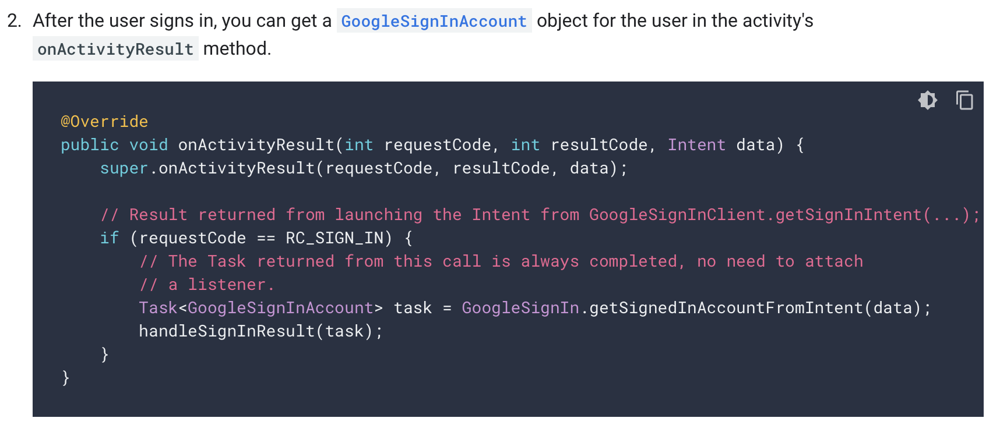 2. After the user signs in, you can get a GoogleSignInAccount object for the user in the activity's
onActivityResult method.
@Override
public void onActivityResult(int requestCode, int resultCode, Intent data) {
    super.onActivityResult(requestCode, resultCode, data);
    // Result returned from launching the Intent from GoogleSignInClient.getSignInIntent(...);
    if (requestCode == RC_SIGN_IN) {
        // The Task returned from this call is always completed, no need to attach
        // a listener.
        Task<GoogleSignInAccount> task = GoogleSignIn.getSignedInAccountFromIntent(data);
        handleSignInResult(task);
    }
}